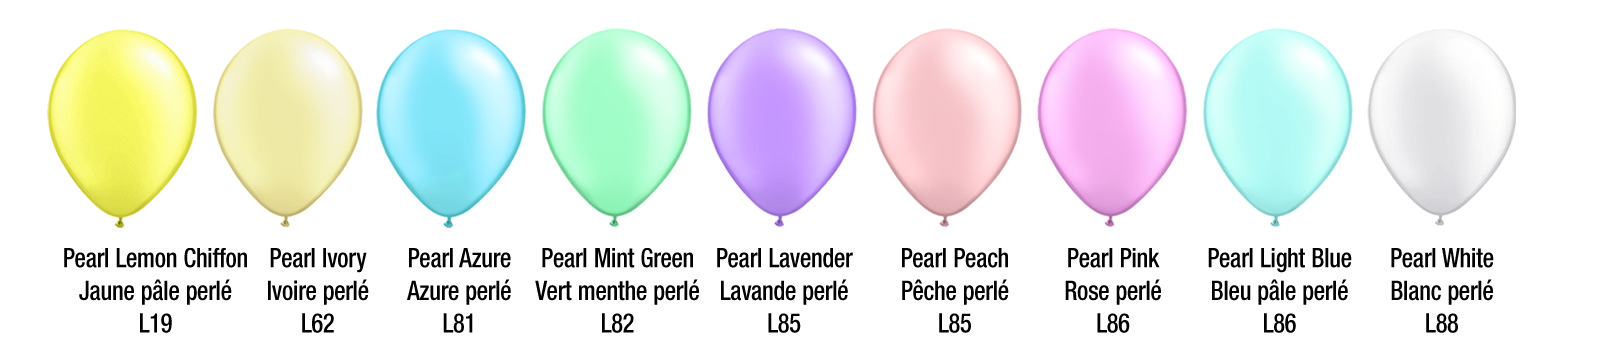 Pearl Lemon Chiffon
Jaune pâle perlé
L19
Pearl Ivory
Ivoire perlé
L62
Pearl Azure
Azure perlé
L81
Pearl Mint Green
Vert menthe perlé
L82
Pearl Lavender
Lavande perlé
L85
Pearl Peach
Pêche perlé
L85
Pearl Pink
Rose perlé
L86
Pearl Light Blue
Bleu pâle perlé
L86
Pearl White
Blanc perlé
L88